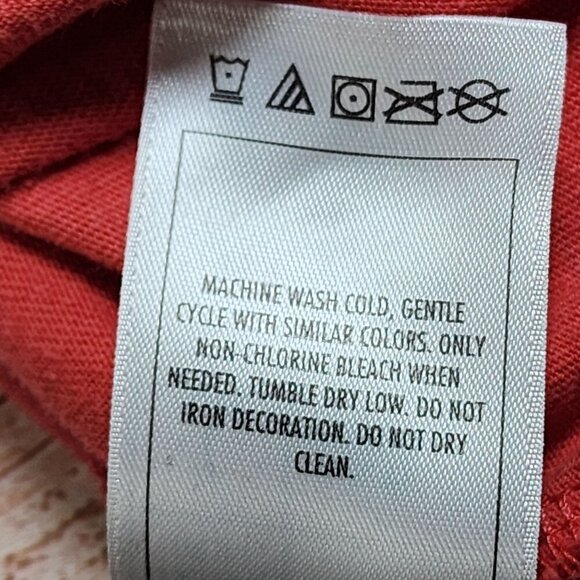 MACHINE WASH COLD, GENTLE
CYCLE WITH SIMILAR COLORS. ONLY
NON-CHLORINE BLEACH WHEN
NEEDED. TUMBLE DRY LOW. DO NOT
IRON DECORATION. DO NOT DRY
CLEAN.